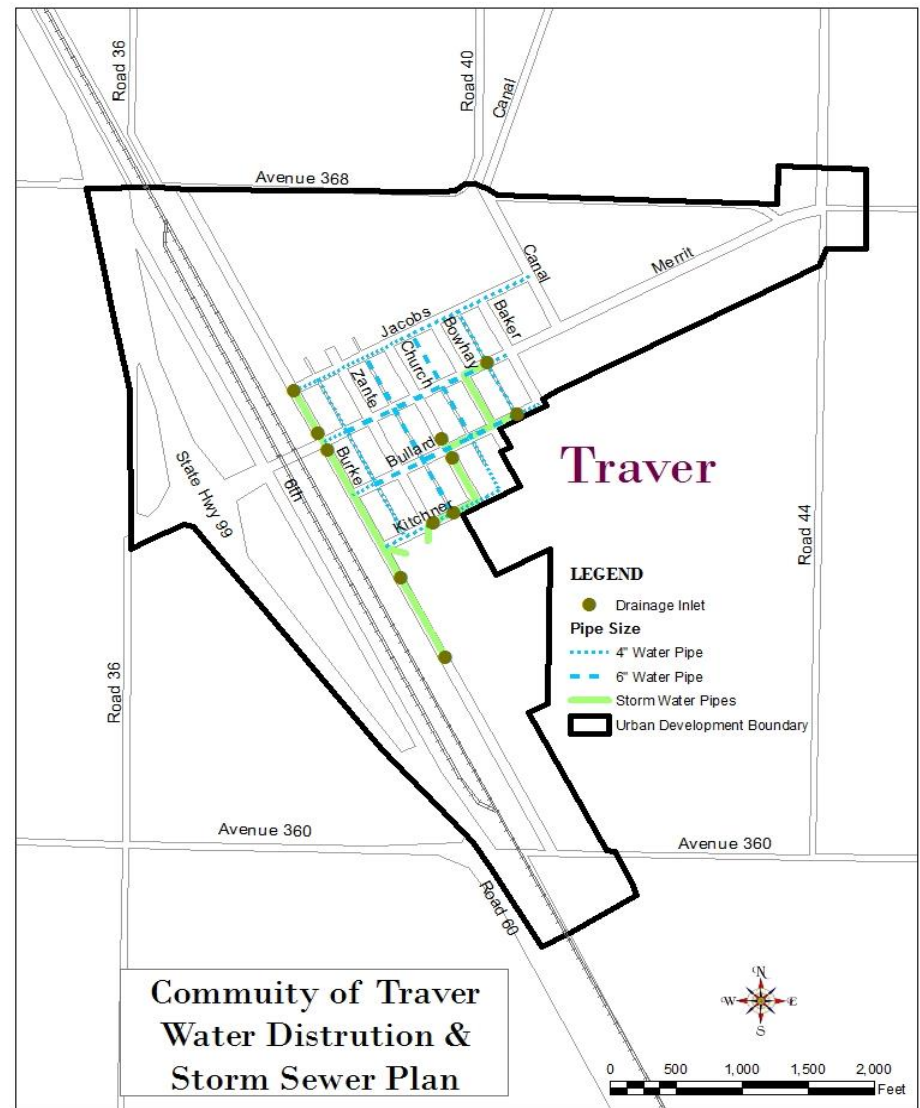 Road 36
Road 40
Canal
Avenue 368
Canal
Merrit
Jacobs
Baker
Bowhay
Church
Zante
Burke
Bullard
Traver
State Hwy 99
6th
Kitchner
Road 44
LEGEND
Drainage Inlet
Pipe Size
4" Water Pipe
6" Water Pipe
Storm Water Pipes
Urban Development Boundary
Road 36
Avenue 360
Avenue 360
Road 60
Commuity of Traver
Water Distrution &
Storm Sewer Plan
N
W E
S
0 500 1,000 1,500 2,000
Feet